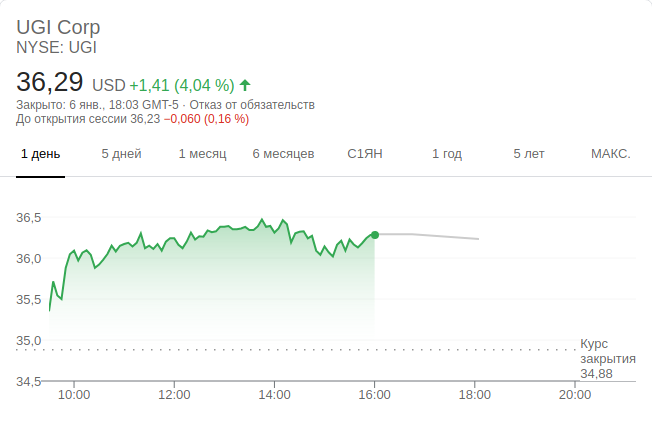 UGI Corp
NYSE: UGI
36,29 USD +1,41 (4,04 %)
Закрыто: 6 янв., 18:03 GMT-5 · Отказ от обязательств
До открытия сессии 36,23 −0,060 (0,16 %)
1 день 5 дней 1 месяц 6 месяцев С1ЯН 1 год 5 лет МАКС.
36,5
36,0
35,5
35,0
Курс
закрытия
34,88
34,5
10:00 12:00 14:00 16:00 18:00 20:00